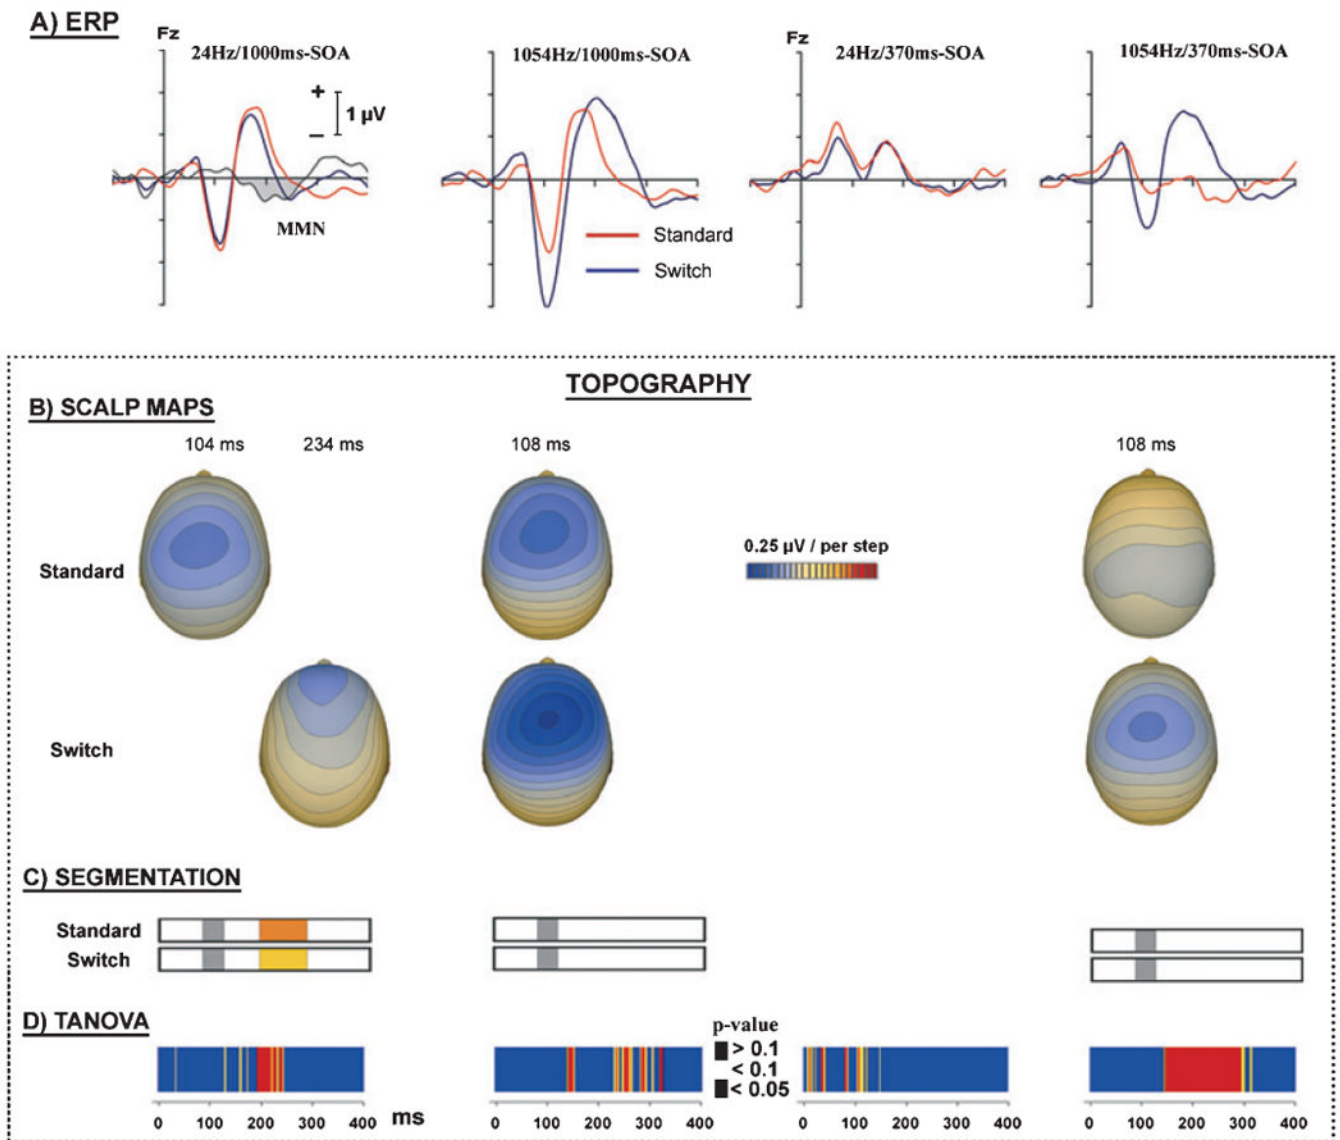 A) ERP
Fz
24Hz/1000ms-SOA
1054Hz/1000ms-SOA
Fz
24Hz/370ms-SOA
1054Hz/370ms-SOA
+
1 µV
−
MMN
Standard
Switch
TOPOGRAPHY
B) SCALP MAPS
104 ms
234 ms
108 ms
108 ms
Standard
0.25 µV / per step
Switch
C) SEGMENTATION
Standard
Switch
D) TANOVA
p-value
> 0.1
< 0.1
< 0.05
0 100 200 300 400
ms
0 100 200 300 400
0 100 200 300 400
0 100 200 300 400